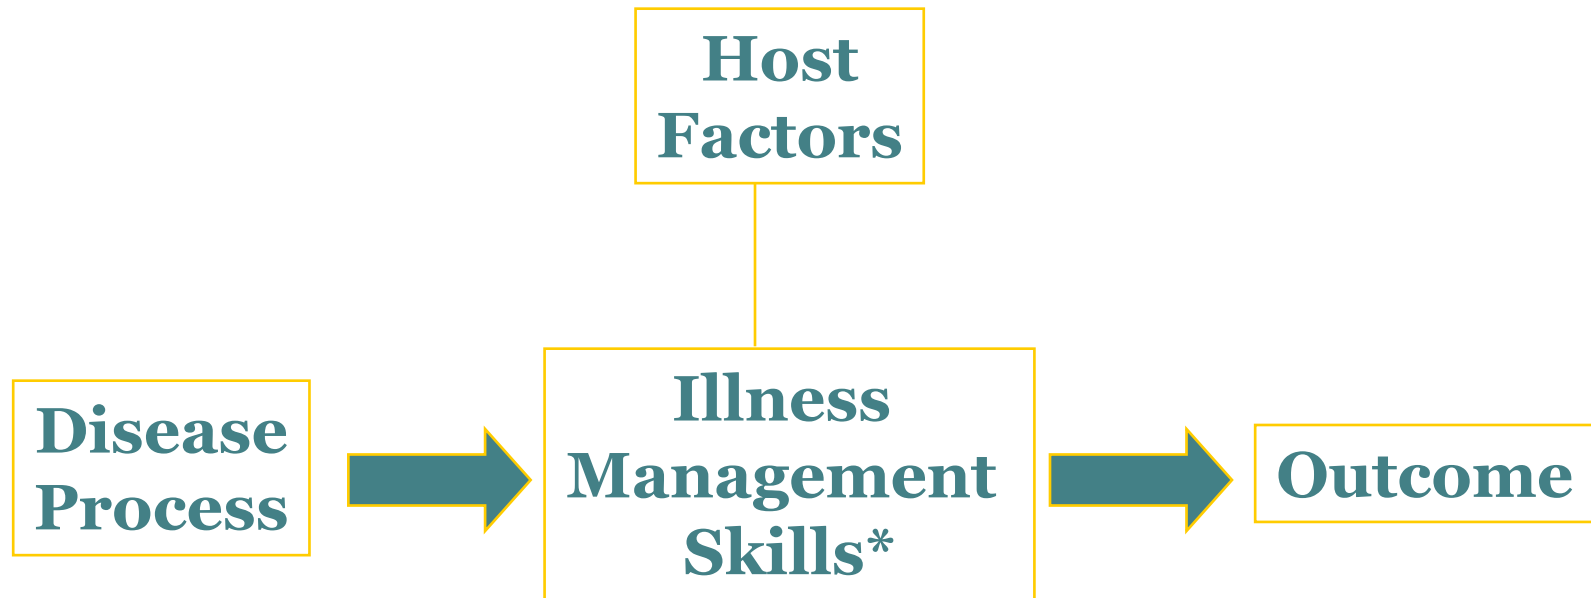 Host
Factors
Disease
Process
Illness
Management
Skills*
Outcome